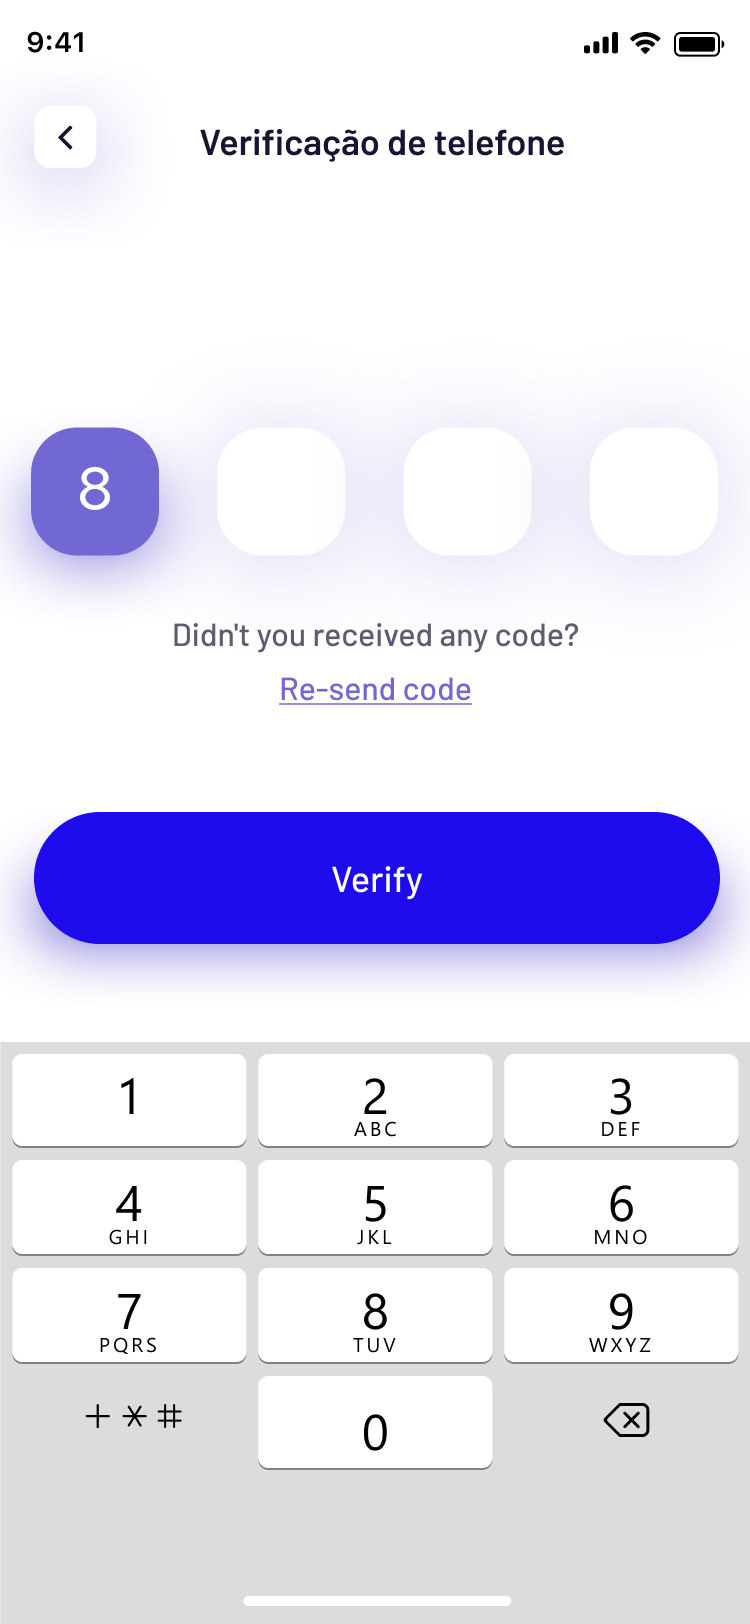 9:41
Verificação de telefone
8
Didn't you received any code?
Re-send code
Verify
1
2
ABC
3
DEF
4
GHI
5
JKL
6
MNO
7
PQRS
8
TUV
9
WXYZ
+ * #
0